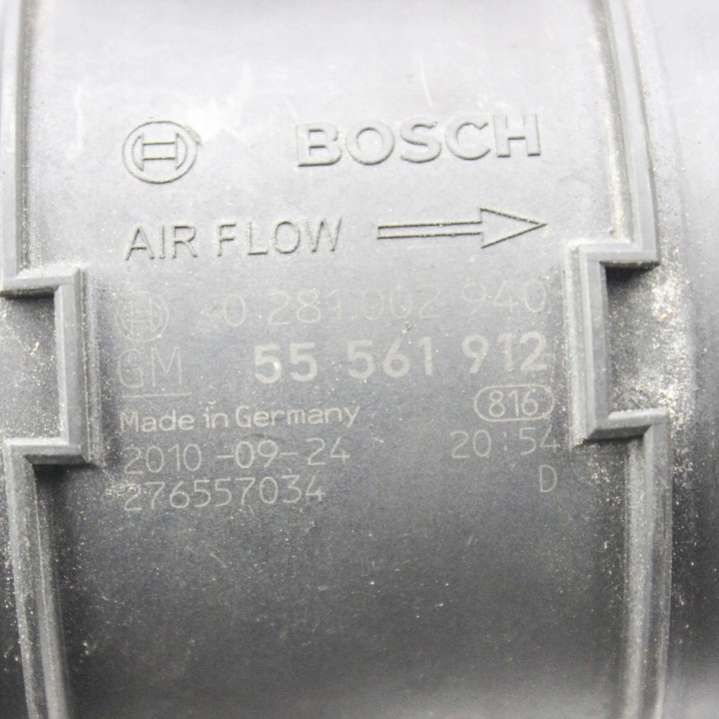 BOSCH
AIR FLOW
0 281 002 940
GM 55 561 912
Made in Germany 816
2010-09-24 20:54
276557034 D